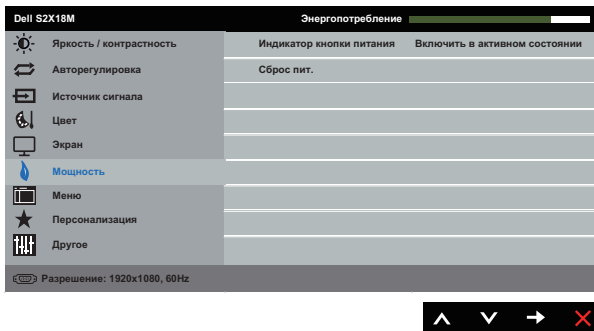 Dell S2X18M Энергопотребление
Яркость / контрастность Индикатор кнопки питания Включить в активном состоянии
Авторегулировка Сброс пит.
Источник сигнала
Цвет
Экран
Мощность
Меню
Персонализация
Другое
Разрешение: 1920x1080, 60Hz